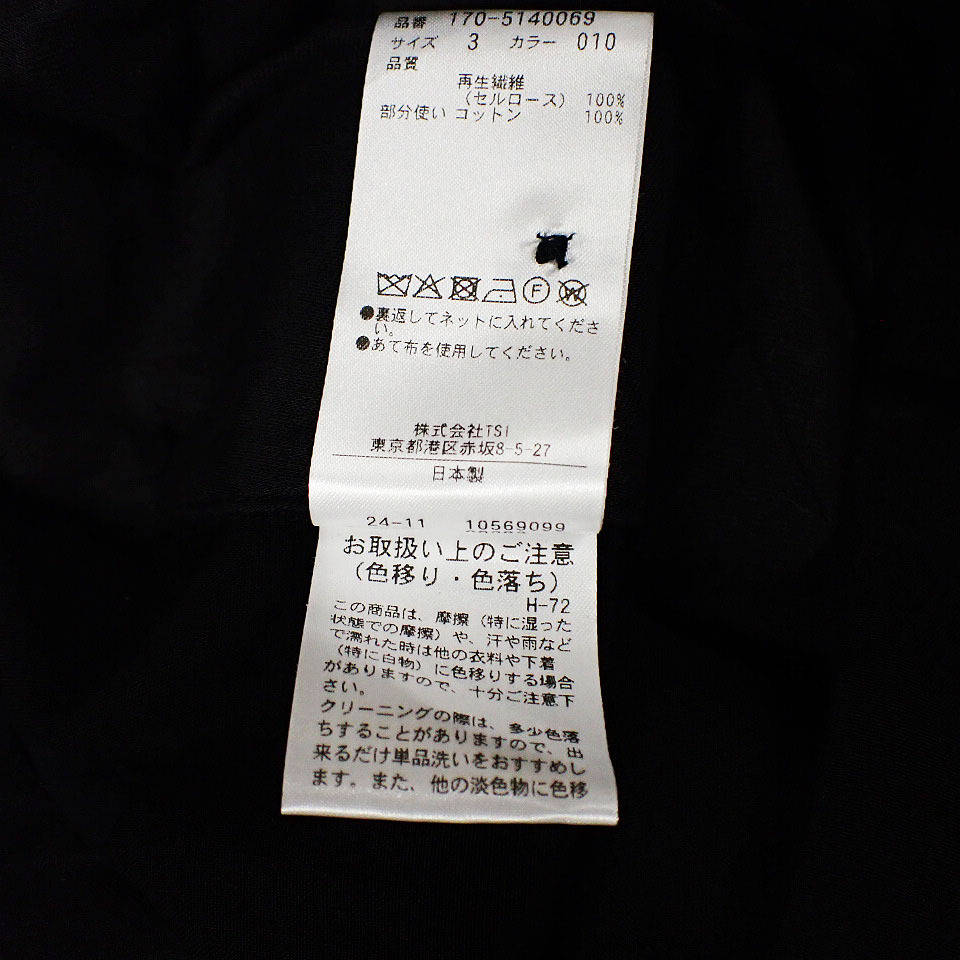 品番 170-5140069
サイズ 3 カラー 010
品質
再生繊維
(セルロース) 100%
部分使い コットン 100%
F W
●裏返してネットに入れてくださ
い。
●あて布を使用してください。
株式会社TSI
東京都港区赤坂8-5-27
日本製
24-11 10569099
お取扱い上のご注意
(色移り・色落ち)
H-72
この商品は、摩擦(特に湿った
状態での摩擦)や、汗や雨など
で濡れた時は他の衣料や下着
(特に白物)に色移りする場合
がありますので、十分ご注意下
さい。
クリーニングの際は、多少色落
ちすることがありますので、出
来るだけ単品洗いをおすすめし
ます。また、他の淡色物に色移